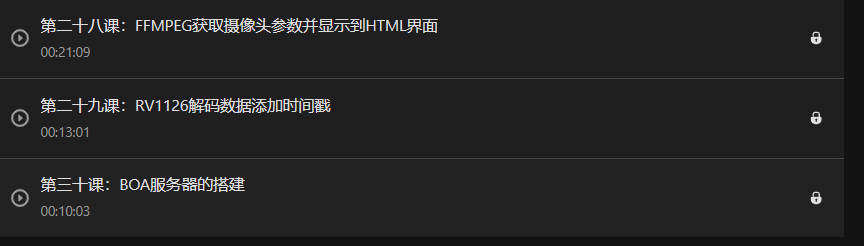 第二十八课：FFMPEG获取摄像头参数并显示到HTML界面
00:21:09
第二十九课：RV1126解码数据添加时间戳
00:13:01
第三十课：BOA服务器的搭建
00:10:03